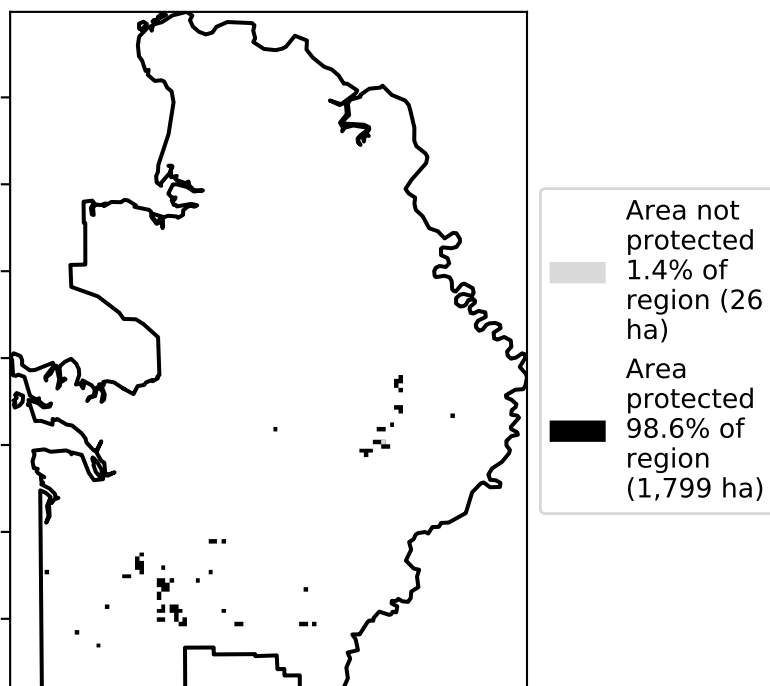 Area not
protected
1.4% of
region (26
ha)
Area
protected
98.6% of
region
(1,799 ha)